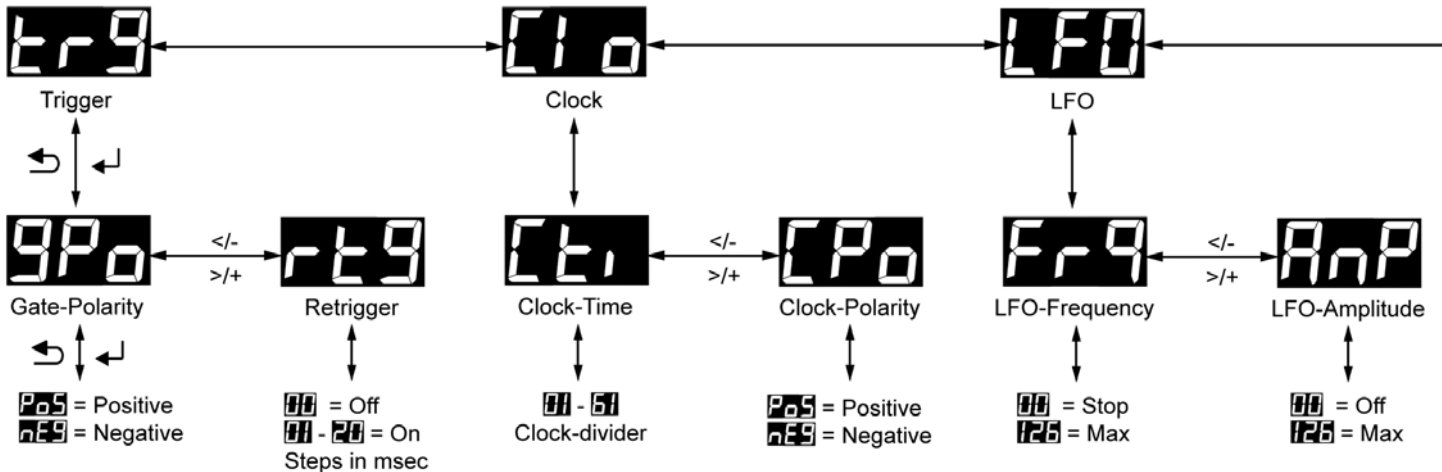 trg Clo LFO
Trigger Clock LFO
gPo </- rtg Cti </- CPo Frq </- AnP
>/+ >/+ >/+
Gate-Polarity Retrigger Clock-Time Clock-Polarity LFO-Frequency LFO-Amplitude
PoS = Positive 00 = Off 01 - 61 PoS = Positive 00 = Stop 00 = Off
nEg = Negative 01 - 20 = On Clock-divider nEg = Negative 126 = Max 126 = Max
Steps in msec